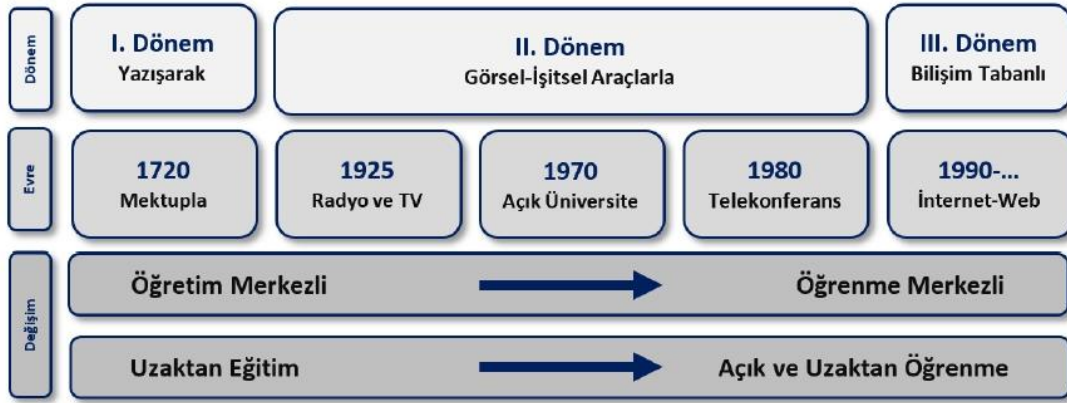 Dönem
I. Dönem
Yazışarak
II. Dönem
Görsel-İşitsel Araçlarla
III. Dönem
Bilişim Tabanlı
Evre
1720
Mektupla
1925
Radyo ve TV
1970
Açık Üniversite
1980
Telekonferans
1990-...
İnternet-Web
Değişim
Öğretim Merkezli
Öğrenme Merkezli
Uzaktan Eğitim
Açık ve Uzaktan Öğrenme